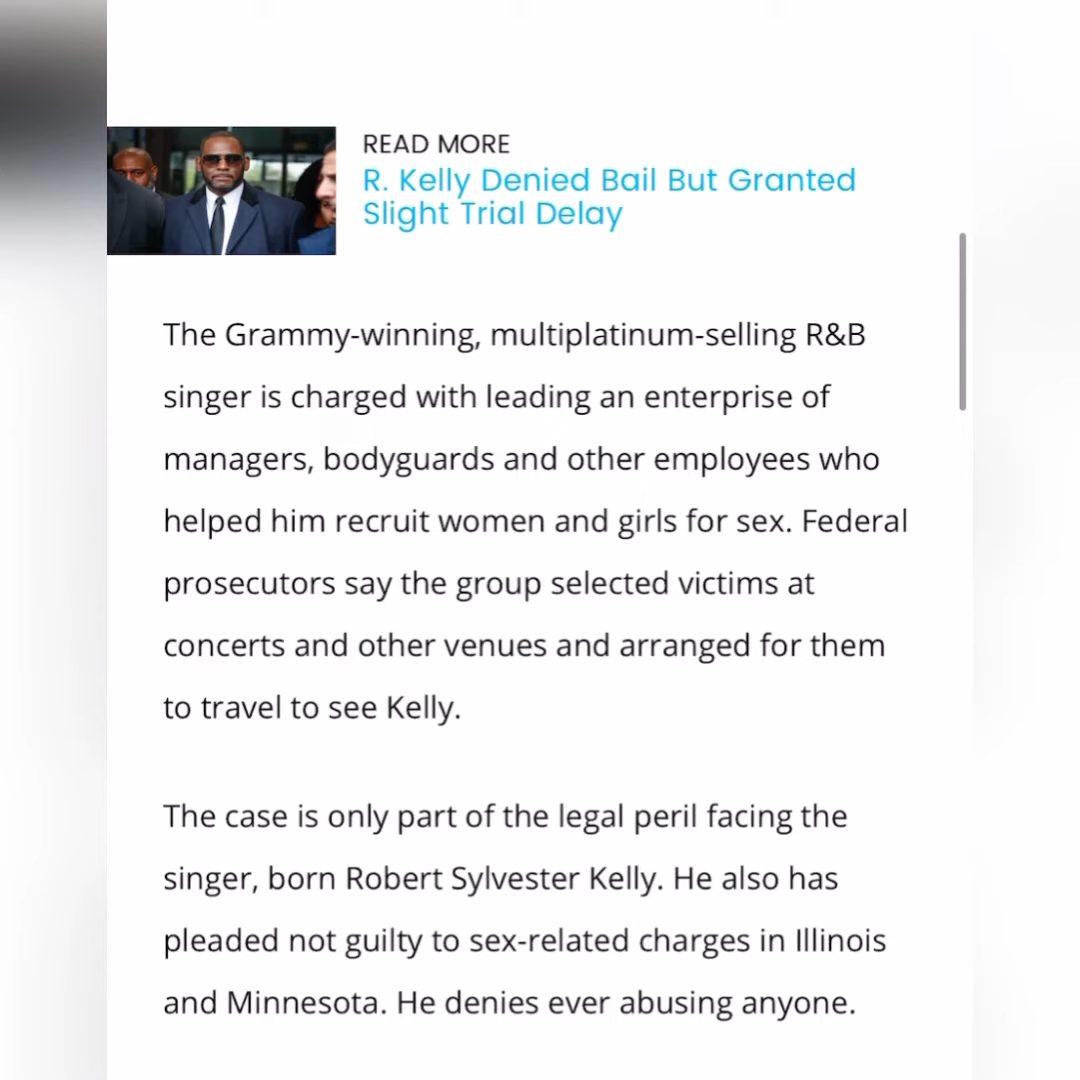 READ MORE
R. Kelly Denied Bail But Granted
Slight Trial Delay
The Grammy-winning, multiplatinum-selling R&B
singer is charged with leading an enterprise of
managers, bodyguards and other employees who
helped him recruit women and girls for sex. Federal
prosecutors say the group selected victims at
concerts and other venues and arranged for them
to travel to see Kelly.
The case is only part of the legal peril facing the
singer, born Robert Sylvester Kelly. He also has
pleaded not guilty to sex-related charges in Illinois
and Minnesota. He denies ever abusing anyone.